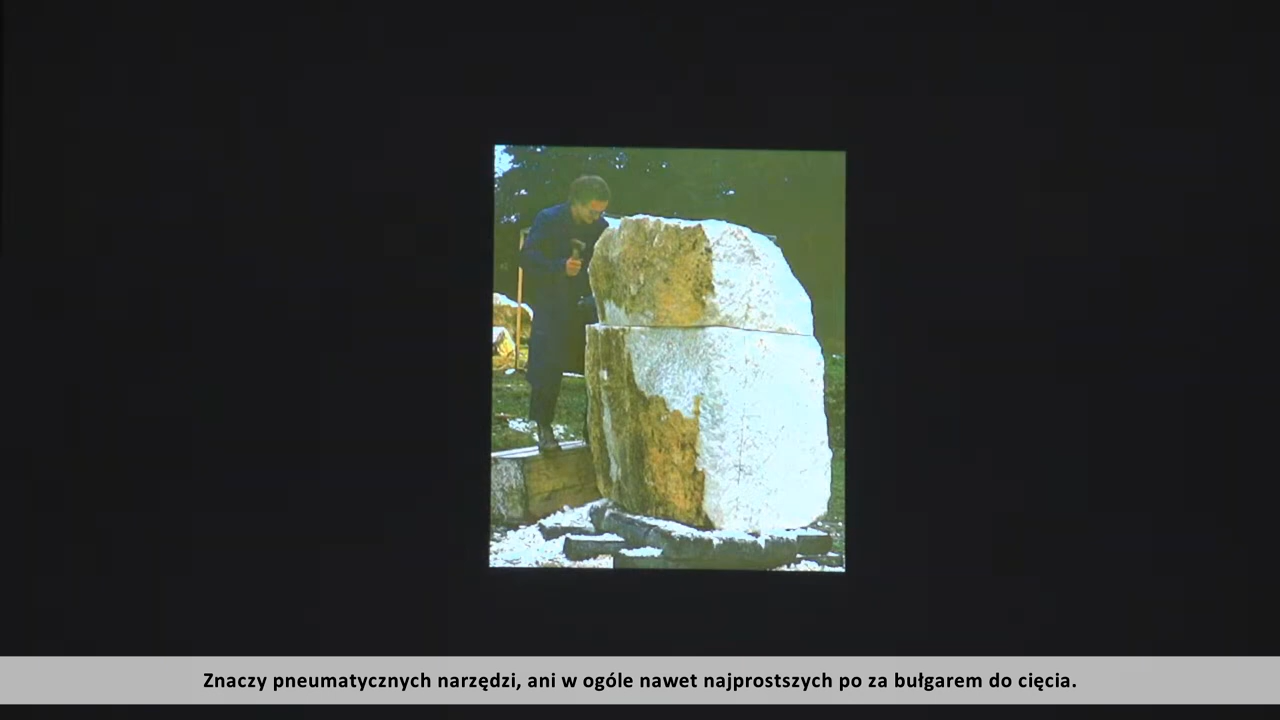 Znaczy pneumatycznych narzędzi, ani w ogóle nawet najprostszych po za bułgarem do cięcia.